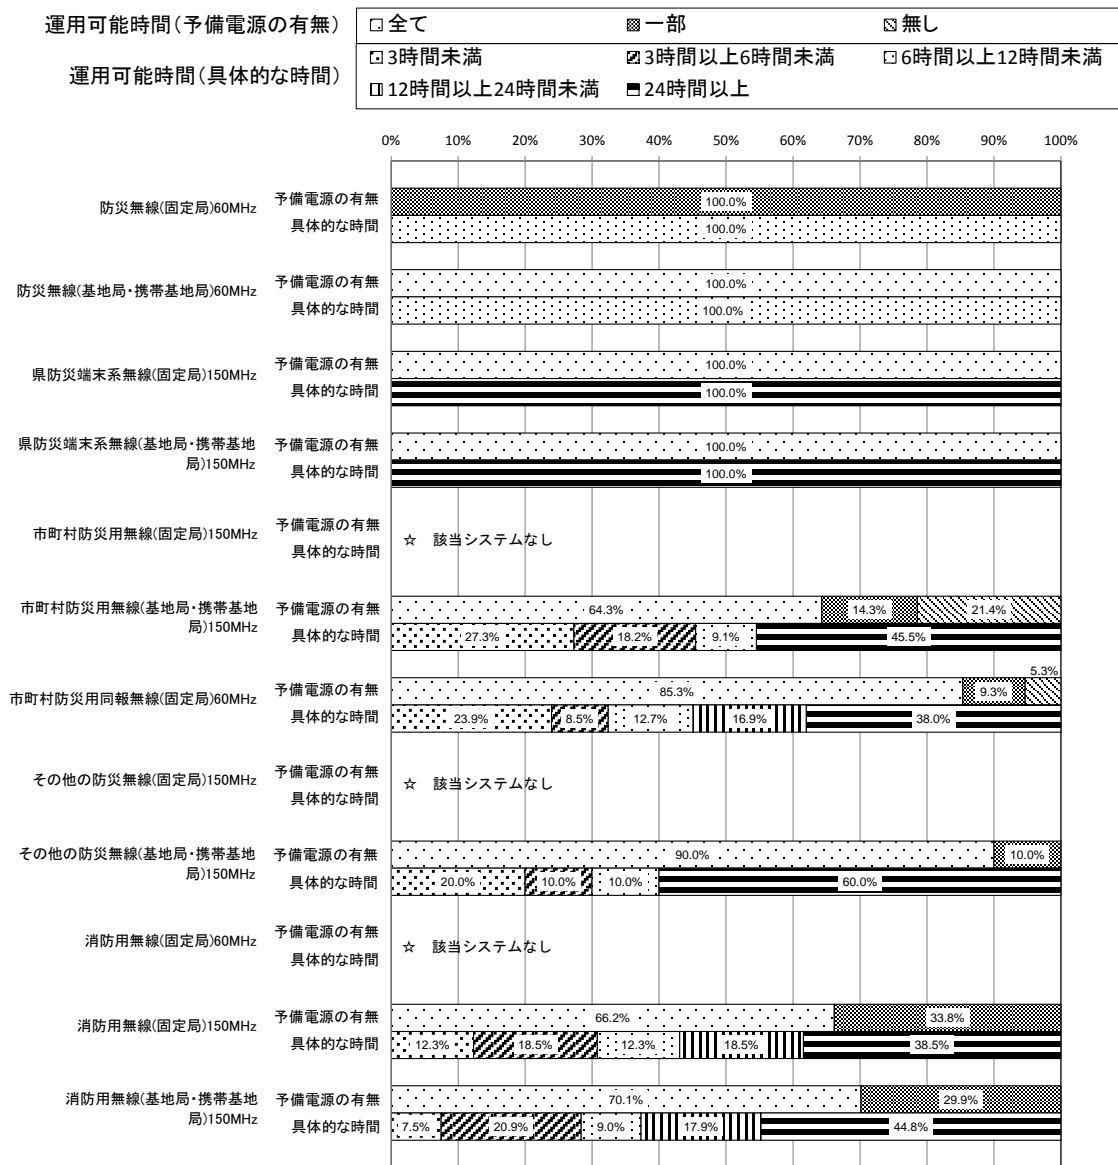 運用可能時間(予備電源の有無) 全て 一部 無し
運用可能時間(具体的な時間) 3時間未満 3時間以上6時間未満 6時間以上12時間未満
12時間以上24時間未満 24時間以上
0% 10% 20% 30% 40% 50% 60% 70% 80% 90% 100%
防災無線(固定局)60MHz
予備電源の有無 100.0%
具体的な時間 100.0%
防災無線(基地局・携帯基地局)60MHz
予備電源の有無 100.0%
具体的な時間 100.0%
県防災端末系無線(固定局)150MHz
予備電源の有無 100.0%
具体的な時間 100.0%
県防災端末系無線(基地局・携帯基地
局)150MHz
予備電源の有無 100.0%
具体的な時間 100.0%
市町村防災用無線(固定局)150MHz
予備電源の有無
具体的な時間
☆ 該当システムなし
市町村防災用無線(基地局・携帯基地
局)150MHz
予備電源の有無 64.3% 14.3% 21.4%
具体的な時間 27.3% 18.2% 9.1% 45.5%
市町村防災用同報無線(固定局)60MHz
予備電源の有無 85.3% 9.3% 5.3%
具体的な時間 23.9% 8.5% 12.7% 16.9% 38.0%
その他の防災無線(固定局)150MHz
予備電源の有無
具体的な時間
☆ 該当システムなし
その他の防災無線(基地局・携帯基地
局)150MHz
予備電源の有無 90.0% 10.0%
具体的な時間 20.0% 10.0% 10.0% 60.0%
消防用無線(固定局)60MHz
予備電源の有無
具体的な時間
☆ 該当システムなし
消防用無線(固定局)150MHz
予備電源の有無 66.2% 33.8%
具体的な時間 12.3% 18.5% 12.3% 18.5% 38.5%
消防用無線(基地局・携帯基地
局)150MHz
予備電源の有無 70.1% 29.9%
具体的な時間 7.5% 20.9% 9.0% 17.9% 44.8%